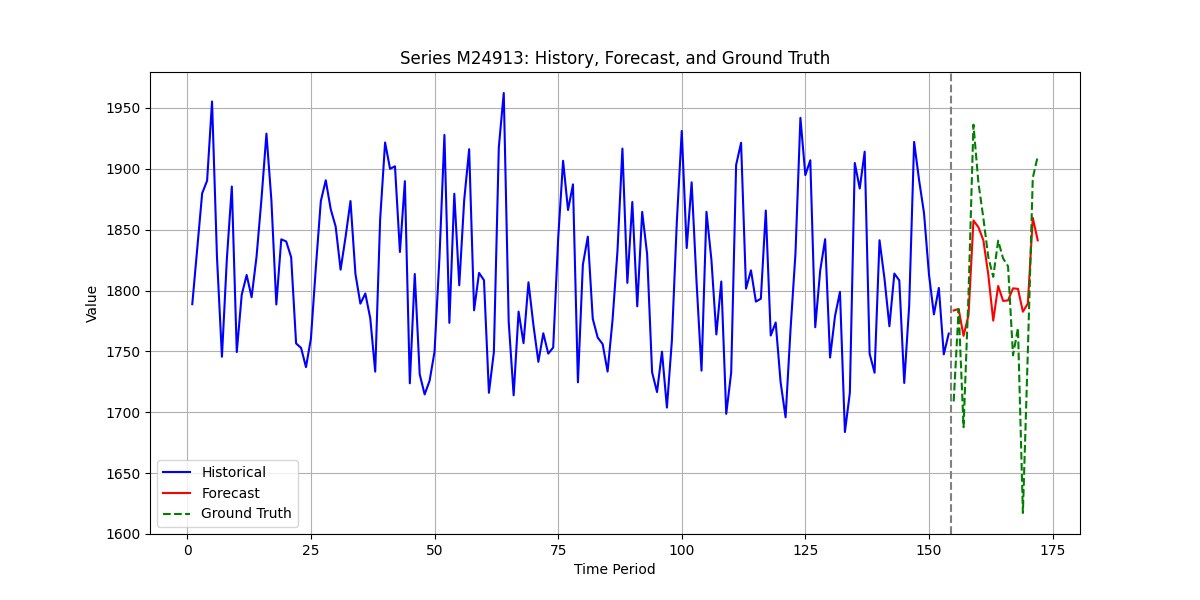 Series M24913: History, Forecast, and Ground Truth
Value
1950
1900
1850
1800
1750
1700
1650
1600
Historical
Forecast
Ground Truth
0 25 50 75 100 125 150 175
Time Period